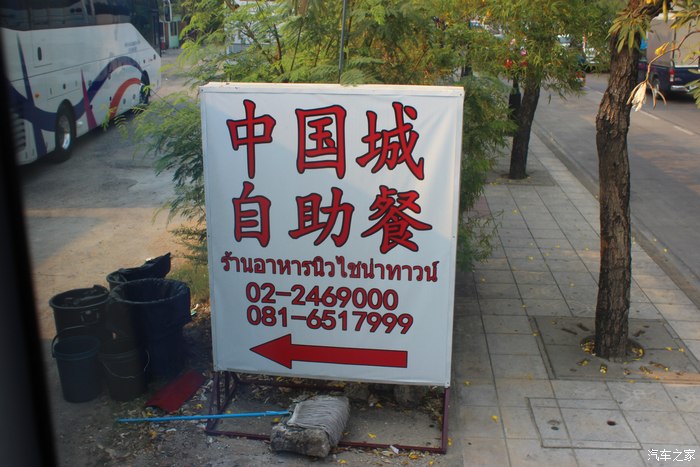 中国城
自助餐
ร้านอาหารนิวไชน่าทาวน์
02-2469000
081-6517999
汽车之家